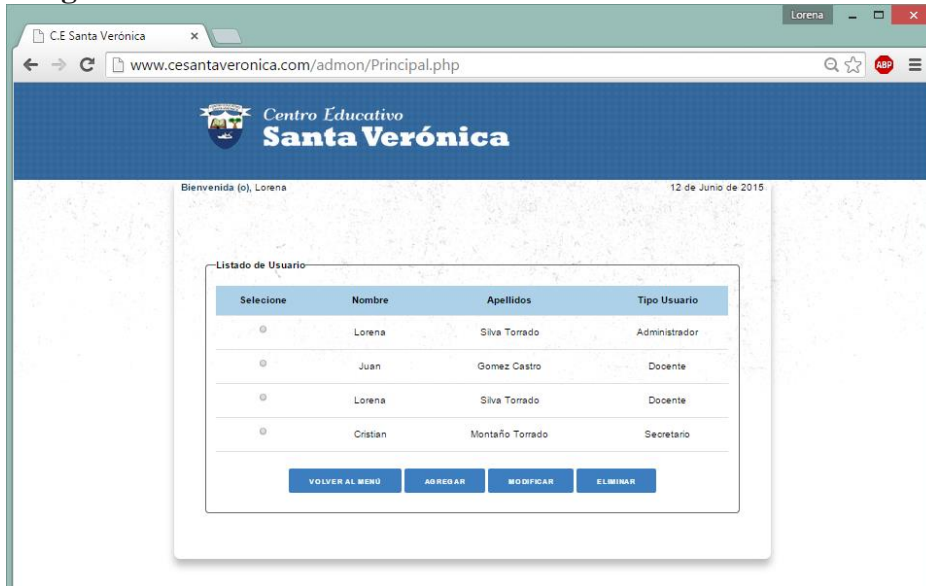 Lorena
C.E Santa Verónica
www.cesantaveronica.com/admon/Principal.php
ABP
Centro Educativo
Santa Verónica
Bienvenida (o), Lorena 12 de Junio de 2015
Listado de Usuario
Selecione Nombre Apellidos Tipo Usuario
Lorena Silva Torrado Administrador
Juan Gomez Castro Docente
Lorena Silva Torrado Docente
Cristian Montaño Torrado Secretario
VOLVER AL MENÚ AGREGAR MODIFICAR ELIMINAR